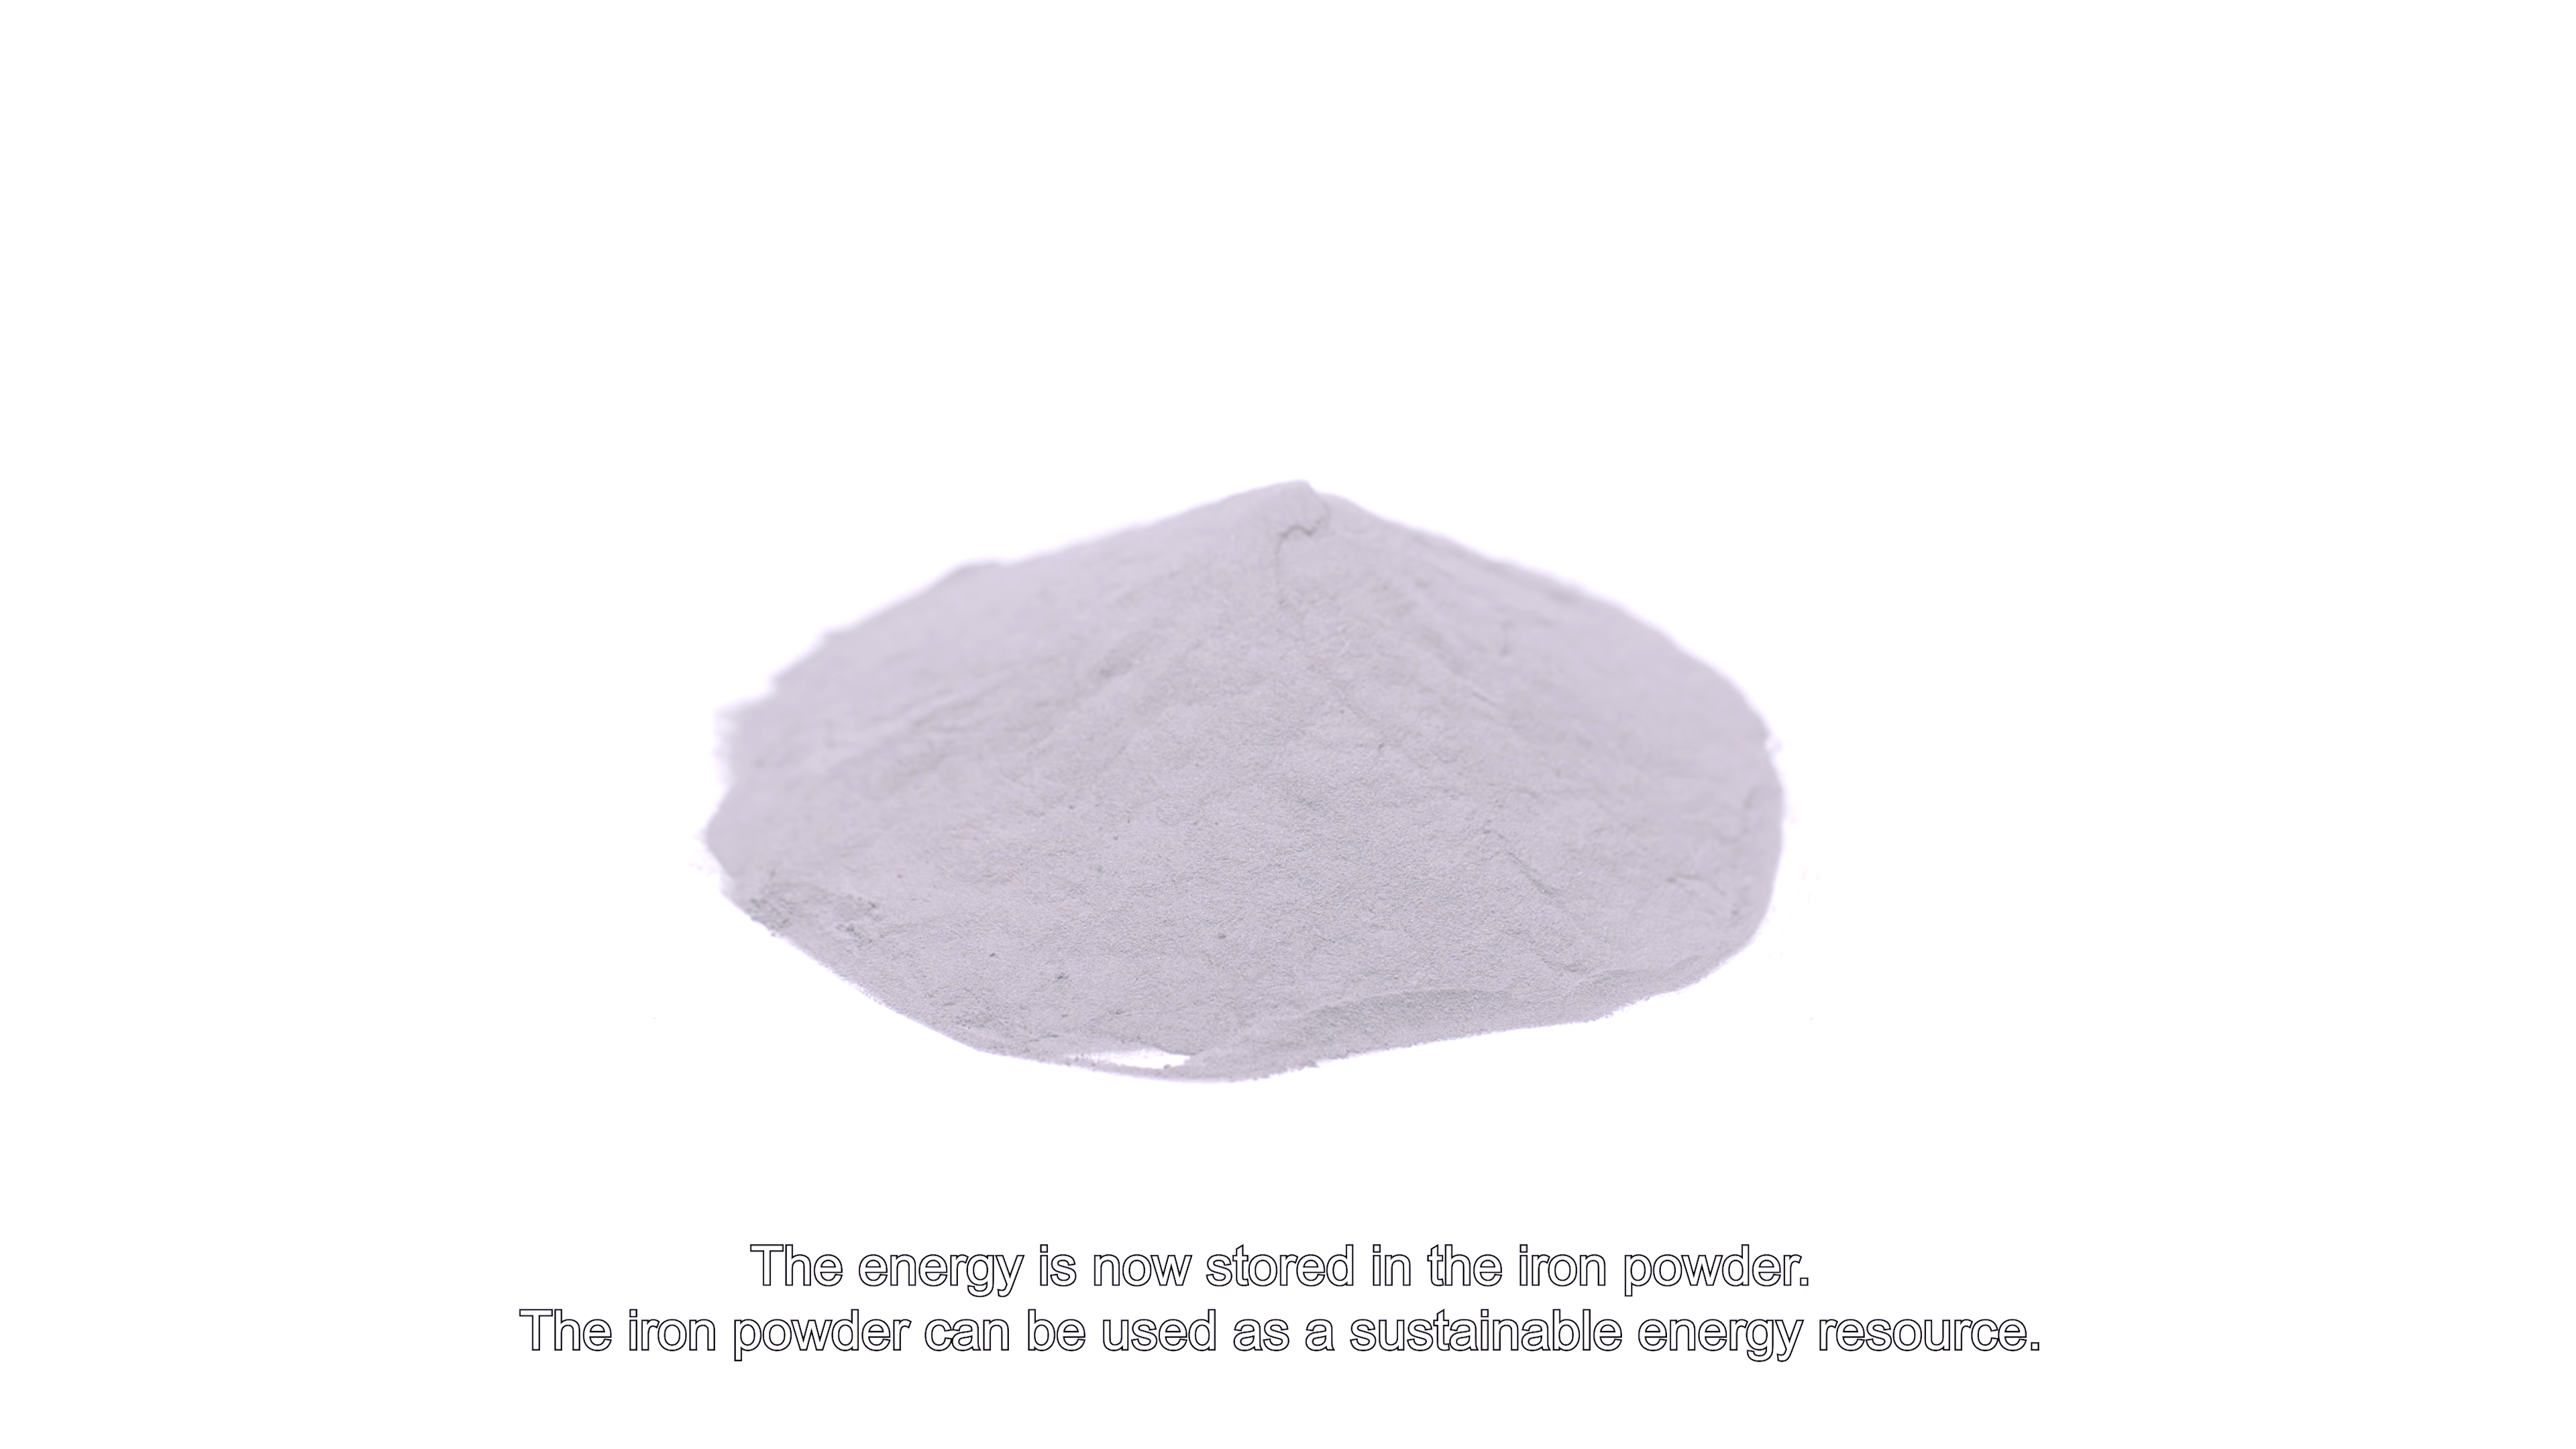 The energy is now stored in the iron powder.
The iron powder can be used as a sustainable energy resource.